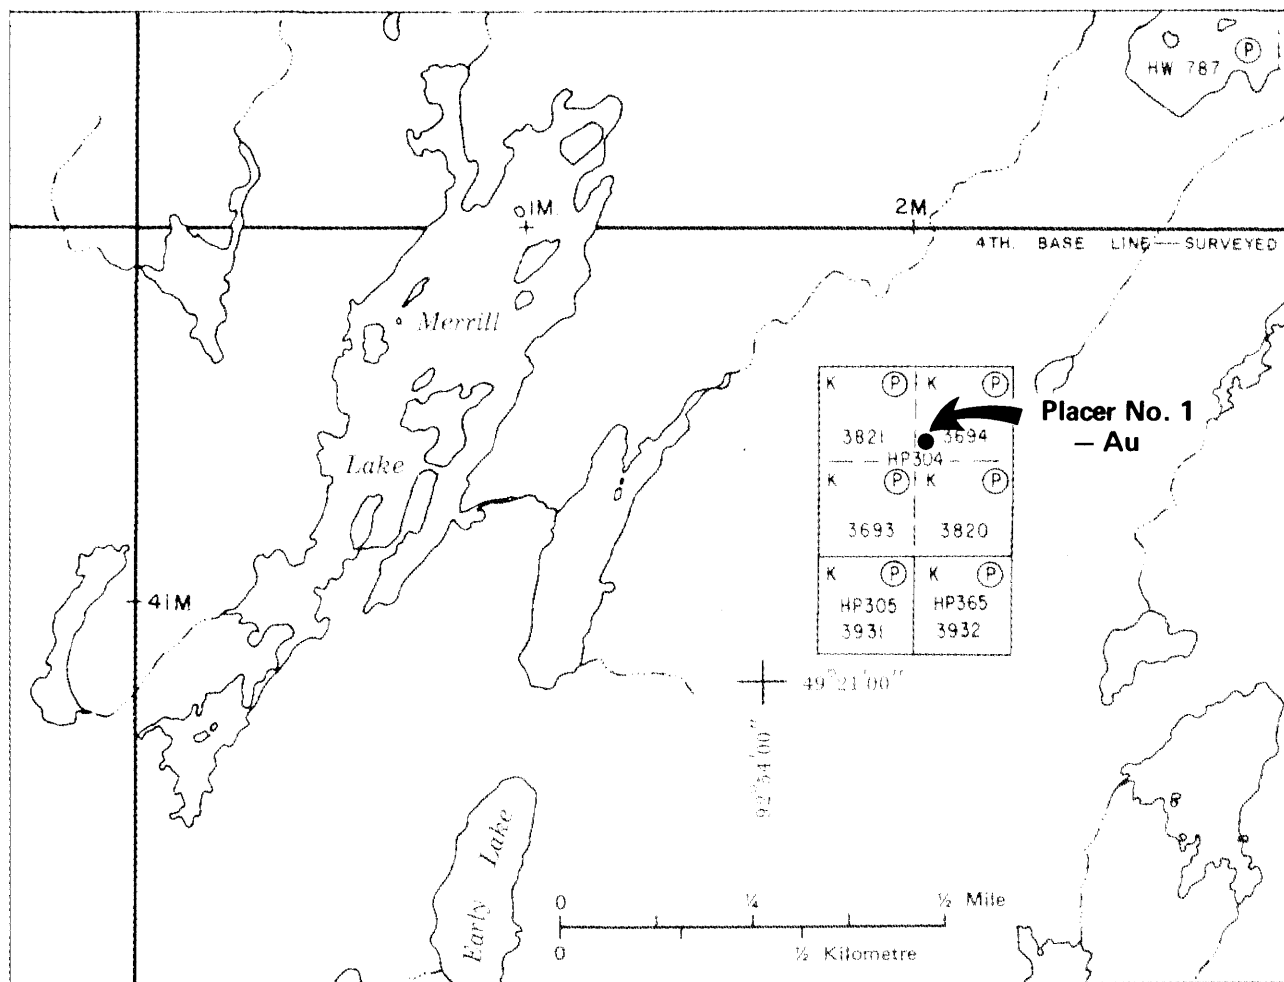 HW 787
P
1M.
2M
4TH. BASE LINE — SURVEYED
Merrill
Lake
K P K P
Placer No. 1
– Au
3821 3694
HP304
K P K P
3693 3820
K P K P
HP305 HP365
3931 3932
41M
49°21'00"
92°54'00"
Early Lake
0 ¼ ½ Mile
0 ½ Kilometre